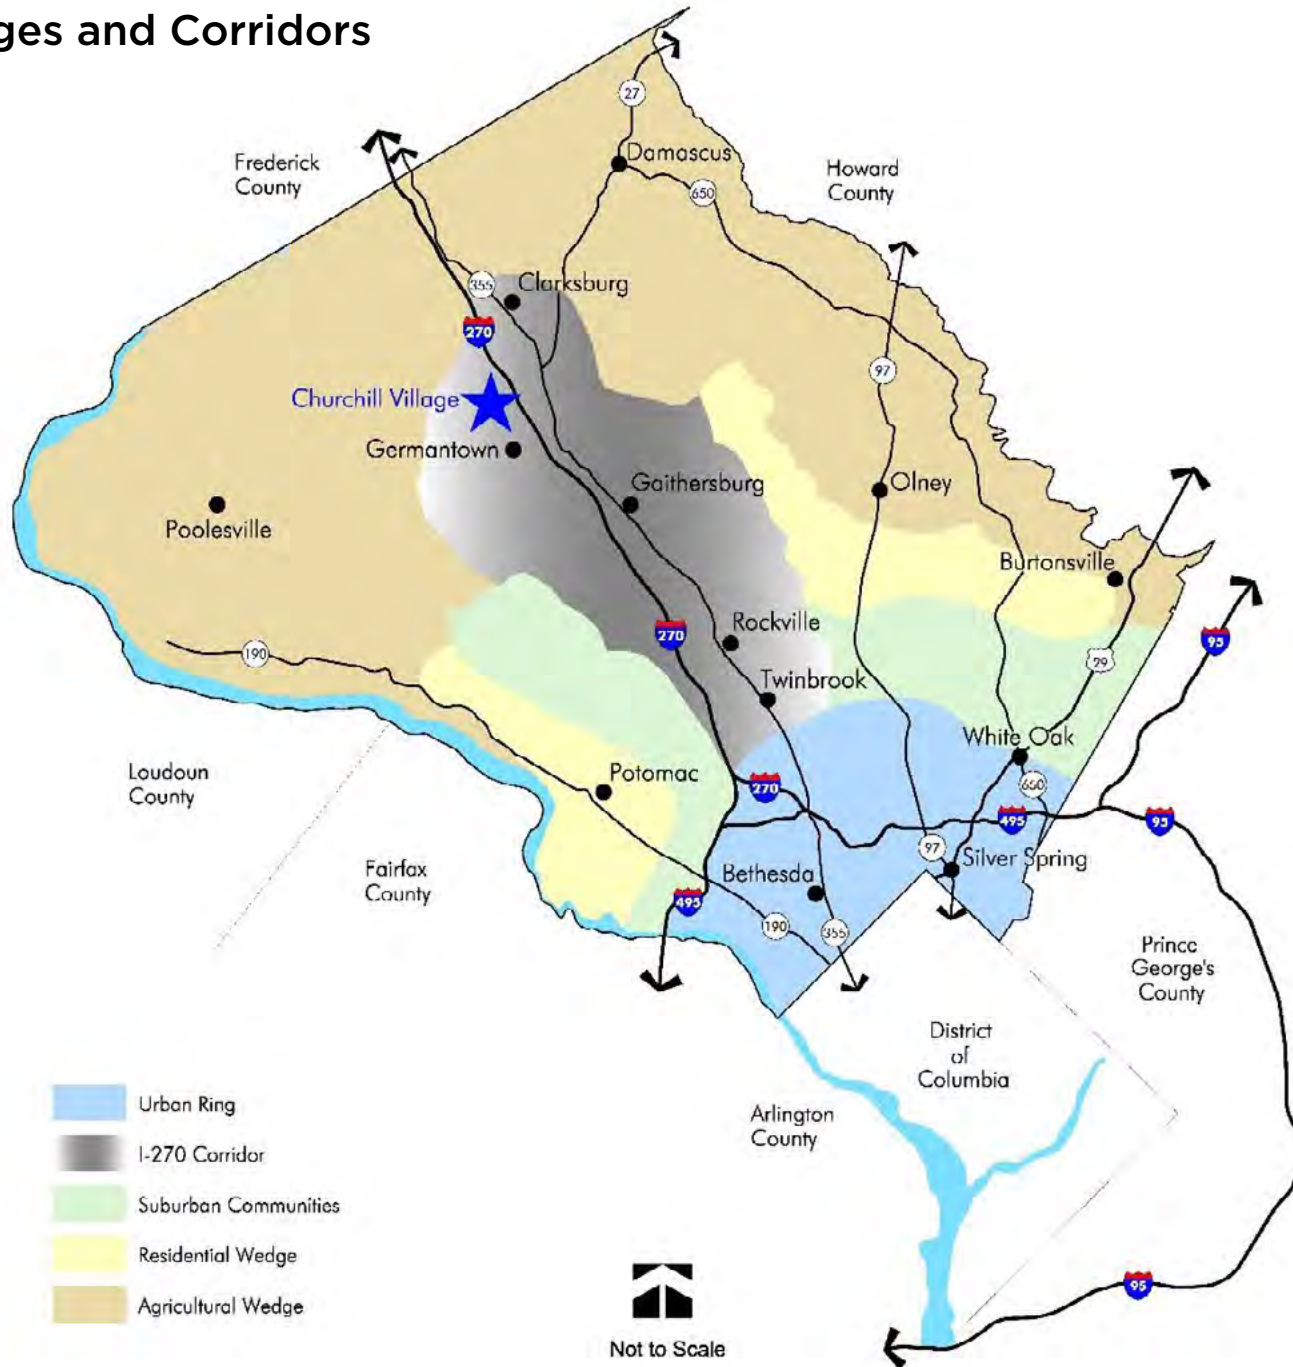 ges and Corridors
27
Damascus
Frederick
County
Howard
County
650
355
Clarksburg
270
97
Churchill Village
Germantown
Gaithersburg
Olney
Poolesville
Burtonsville
Rockville
270
95
190
29
Twinbrook
White Oak
Loudoun
County
Potomac
270
650
495
95
97
Silver Spring
Fairfax
County
Bethesda
495
190
355
Prince
George's
County
District
of
Columbia
Arlington
County
Urban Ring
I-270 Corridor
Suburban Communities
Residential Wedge
Agricultural Wedge
95
Not to Scale